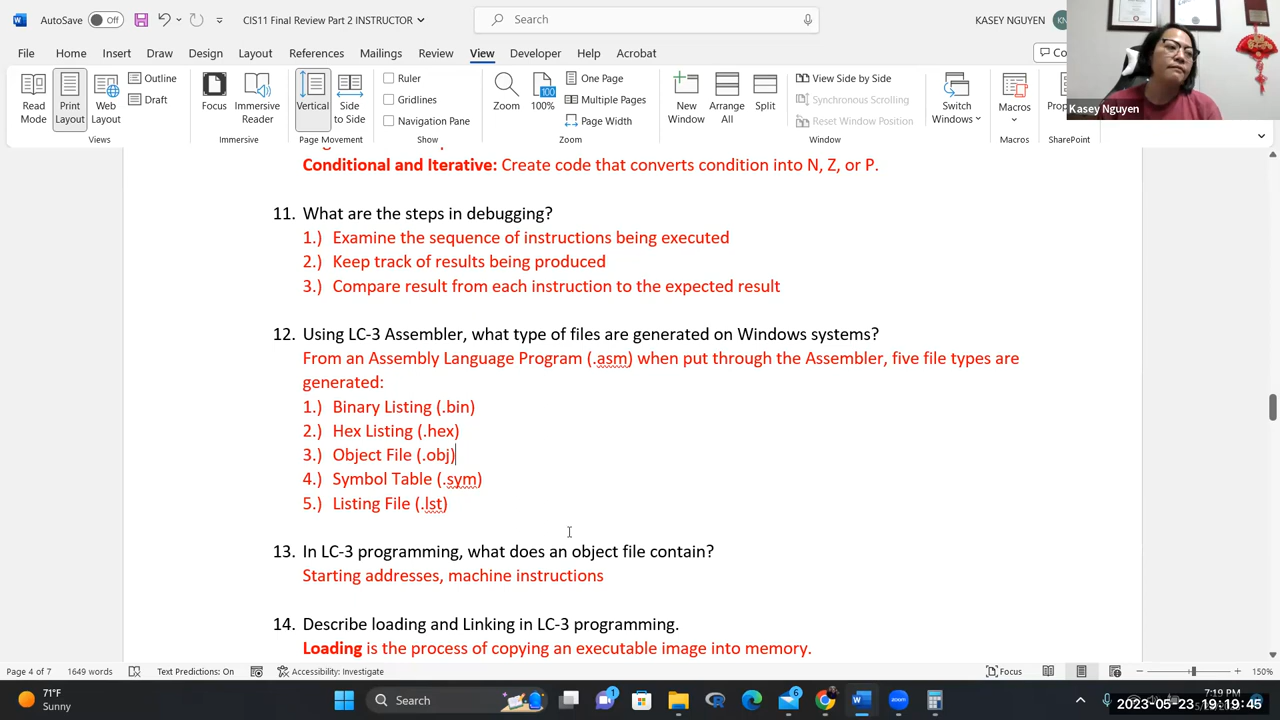 AutoSave Off CIS11 Final Review Part 2 INSTRUCTOR Search KASEY NGUYEN KN
File Home Insert Draw Design Layout References Mailings Review View Developer Help Acrobat
Read Mode
Print Layout
Web Layout
Outline
Draft
Views
Focus
Immersive Reader
Immersive
Vertical
Side to Side
Page Movement
Ruler
Gridlines
Navigation Pane
Show
Zoom
100%
One Page
Multiple Pages
Page Width
Zoom
New Window
Arrange All
Split
View Side by Side
Synchronous Scrolling
Reset Window Position
Window
Switch Windows
Macros
Macros
SharePoint
Kasey Nguyen
Conditional and Iterative: Create code that converts condition into N, Z, or P.
11. What are the steps in debugging?
1.) Examine the sequence of instructions being executed
2.) Keep track of results being produced
3.) Compare result from each instruction to the expected result
12. Using LC-3 Assembler, what type of files are generated on Windows systems?
From an Assembly Language Program (.asm) when put through the Assembler, five file types are
generated:
1.) Binary Listing (.bin)
2.) Hex Listing (.hex)
3.) Object File (.obj)
4.) Symbol Table (.sym)
5.) Listing File (.lst)
13. In LC-3 programming, what does an object file contain?
Starting addresses, machine instructions
14. Describe loading and Linking in LC-3 programming.
Loading is the process of copying an executable image into memory.
Page 4 of 7 1649 words Text Predictions: On Accessibility: Investigate Focus 150%
71°F
Sunny
Search
1
6
zoom
7:19 PM
2023-05-23 19:19:45